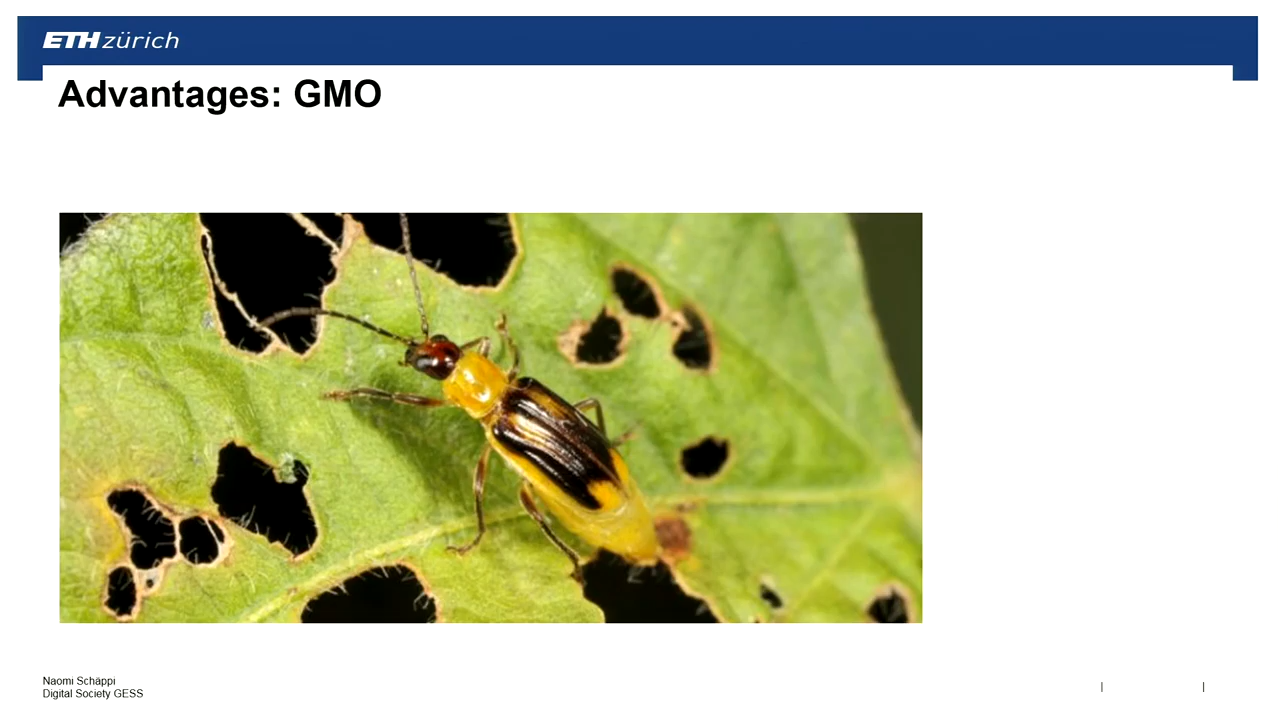 ETH zürich
Advantages: GMO
Naomi Schäppi
Digital Society GESS